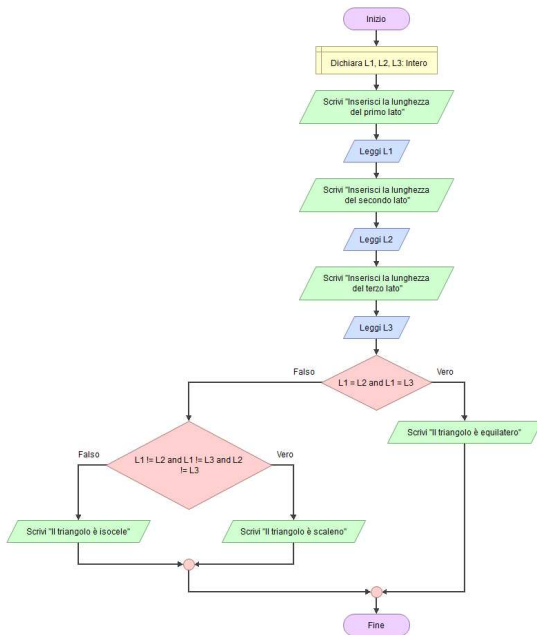 Inizio
Dichiara L1, L2, L3: Intero
Scrivi "Inserisci la lunghezza
del primo lato"
Leggi L1
Scrivi "Inserisci la lunghezza
del secondo lato"
Leggi L2
Scrivi "Inserisci la lunghezza
del terzo lato"
Leggi L3
Falso
Vero
L1 = L2 and L1 = L3
Scrivi "Il triangolo è equilatero"
Falso
Vero
L1 != L2 and L1 != L3 and L2
!= L3
Scrivi "Il triangolo è isocele"
Scrivi "Il triangolo è scaleno"
Fine